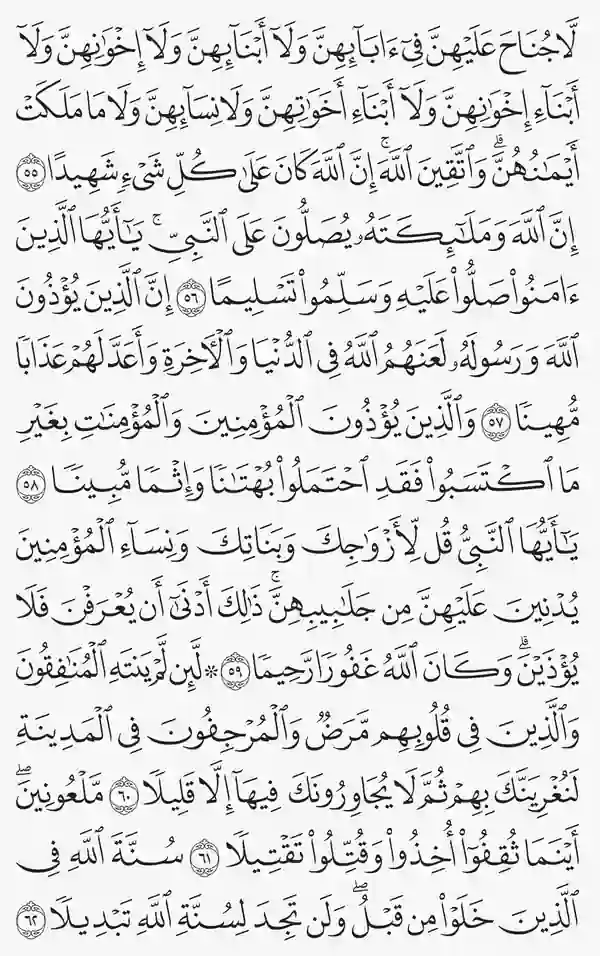 لَّا جُنَاحَ عَلَيْهِنَّ فِىٓ ءَابَآئِهِنَّ وَلَآ أَبْنَآئِهِنَّ وَلَآ إِخْوَٰنِهِنَّ وَلَآ
أَبْنَآءِ إِخْوَٰنِهِنَّ وَلَآ أَبْنَآءِ أَخَوَٰتِهِنَّ وَلَا نِسَآئِهِنَّ وَلَا مَا مَلَكَتْ
أَيْمَٰنُهُنَّۗ وَٱتَّقِينَ ٱللَّهَۚ إِنَّ ٱللَّهَ كَانَ عَلَىٰ كُلِّ شَىْءٍ شَهِيدًا ٥٥
إِنَّ ٱللَّهَ وَمَلَٰٓئِكَتَهُۥ يُصَلُّونَ عَلَى ٱلنَّبِىِّۚ يَٰٓأَيُّهَا ٱلَّذِينَ
ءَامَنُوا۟ صَلُّوا۟ عَلَيْهِ وَسَلِّمُوا۟ تَسْلِيمًا ٥٦ إِنَّ ٱلَّذِينَ يُؤْذُونَ
ٱللَّهَ وَرَسُولَهُۥ لَعَنَهُمُ ٱللَّهُ فِى ٱلدُّنْيَا وَٱلْءَاخِرَةِ وَأَعَدَّ لَهُمْ عَذَابًا
مُّهِينًا ٥٧ وَٱلَّذِينَ يُؤْذُونَ ٱلْمُؤْمِنِينَ وَٱلْمُؤْمِنَٰتِ بِغَيْرِ
مَا ٱكْتَسَبُوا۟ فَقَدِ ٱحْتَمَلُوا۟ بُهْتَٰنًا وَإِثْمًا مُّبِينًا ٥٨
يَٰٓأَيُّهَا ٱلنَّبِىُّ قُل لِّأَزْوَٰجِكَ وَبَنَاتِكَ وَنِسَآءِ ٱلْمُؤْمِنِينَ
يُدْنِينَ عَلَيْهِنَّ مِن جَلَٰبِيبِهِنَّۚ ذَٰلِكَ أَدْنَىٰٓ أَن يُعْرَفْنَ فَلَا
يُؤْذَيْنَۗ وَكَانَ ٱللَّهُ غَفُورًا رَّحِيمًا ٥٩ * لَّئِن لَّمْ يَنتَهِ ٱلْمُنَٰفِقُونَ
وَٱلَّذِينَ فِى قُلُوبِهِم مَّرَضٌ وَٱلْمُرْجِفُونَ فِى ٱلْمَدِينَةِ
لَنُغْرِيَنَّكَ بِهِمْ ثُمَّ لَا يُجَاوِرُونَكَ فِيهَآ إِلَّا قَلِيلًا ٦٠ مَّلْعُونِينَۖ
أَيْنَمَا ثُقِفُوٓا۟ أُخِذُوا۟ وَقُتِّلُوا۟ تَقْتِيلًا ٦١ سُنَّةَ ٱللَّهِ فِى
ٱلَّذِينَ خَلَوْا۟ مِن قَبْلُۖ وَلَن تَجِدَ لِسُنَّةِ ٱللَّهِ تَبْدِيلًا ٦٢